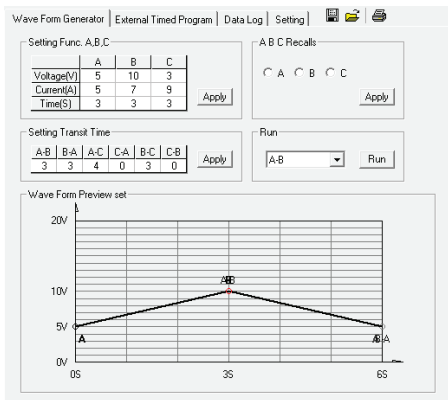 Wave Form Generator External Timed Program Data Log Setting
Setting Func. A,B,C
A B C
Voltage(V) 5 10 3
Current(A) 5 7 9
Time(S) 3 3 3
Apply
A B C Recalls
A B C
Apply
Setting Transit Time
A-B B-A A-C C-A B-C C-B
3 3 4 0 3 0
Apply
Run
A-B Run
Wave Form Preview set
20V
10V
5V
0V
A
B-A
0S 3S 6S